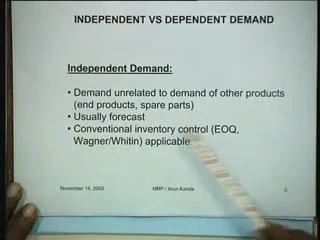 INDEPENDENT VS DEPENDENT DEMAND
Independent Demand:
• Demand unrelated to demand of other products
(end products, spare parts)
• Usually forecast
• Conventional inventory control (EOQ,
Wagner/Whitin) applicable.
November 14, 2003 MRP / Arun Kanda 3